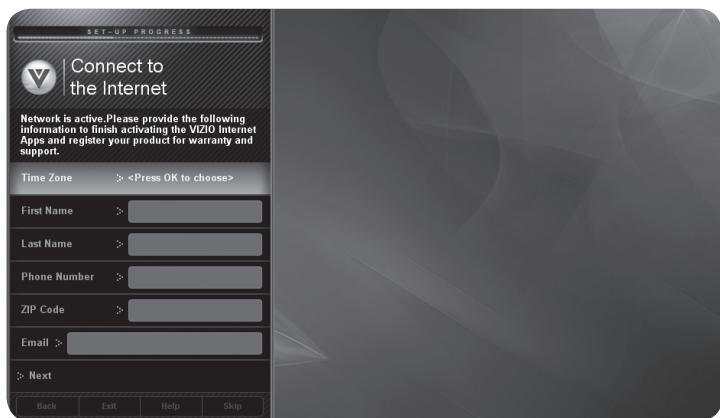 SET-UP PROGRESS
Connect to
the Internet
Network is active.Please provide the following
information to finish activating the VIZIO Internet
Apps and register your product for warranty and
support.
Time Zone :> <Press OK to choose>
First Name :>
Last Name :>
Phone Number :>
ZIP Code :>
Email :>
:> Next
Back Exit Help Skip